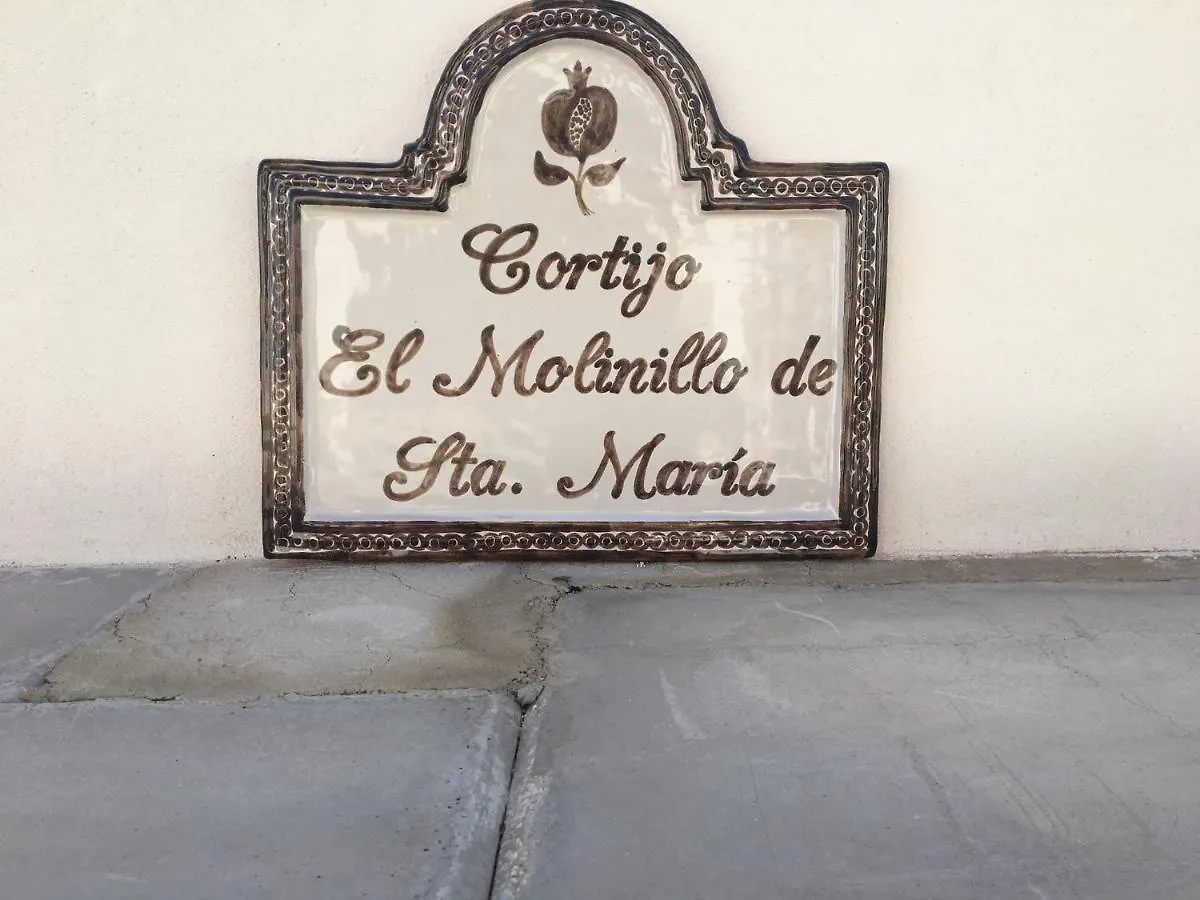 Cortijo
El Molinillo de
Sta. María